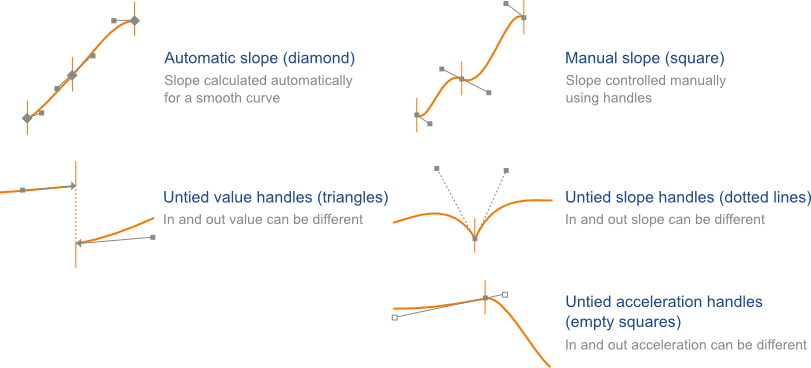 Automatic slope (diamond)
Slope calculated automatically
for a smooth curve
Manual slope (square)
Slope controlled manually
using handles
Untied value handles (triangles)
In and out value can be different
Untied slope handles (dotted lines)
In and out slope can be different
Untied acceleration handles
(empty squares)
In and out acceleration can be different